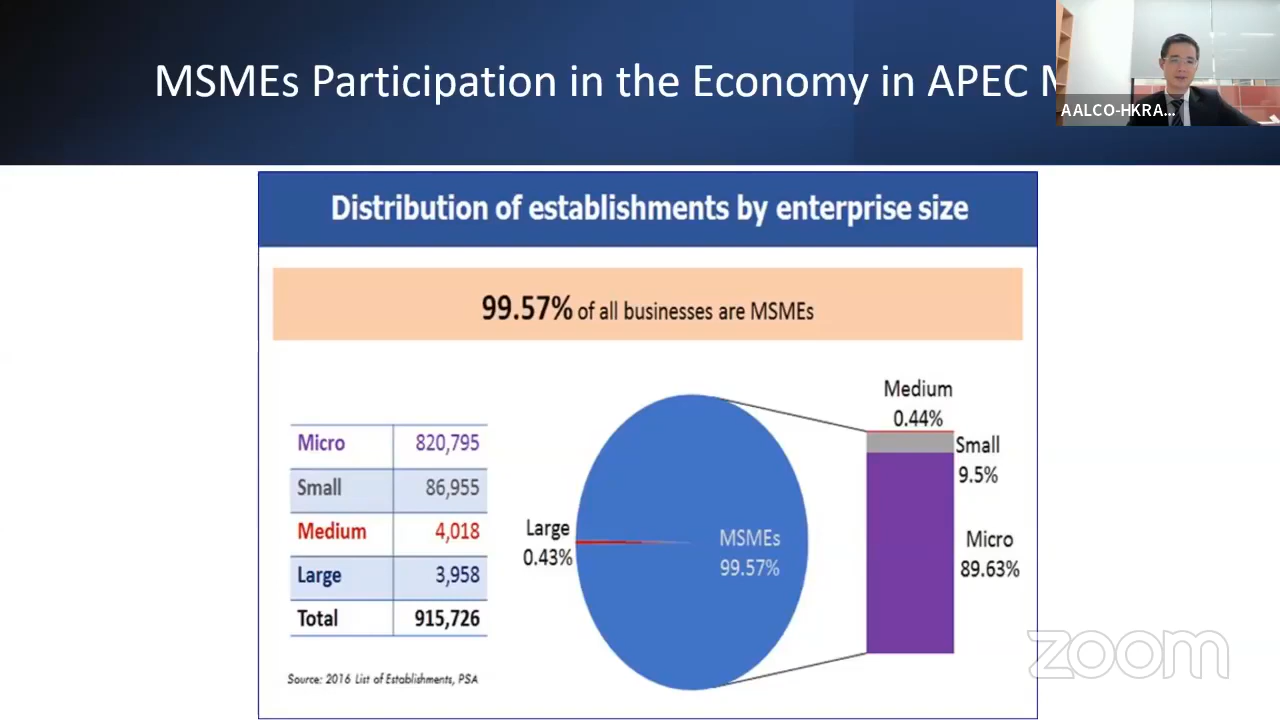 MSMEs Participation in the Economy in APEC
AALCO-HKRA...
Distribution of establishments by enterprise size
99.57% of all businesses are MSMEs
Micro 820,795
Small 86,955
Medium 4,018
Large 3,958
Total 915,726
Source: 2016 List of Establishments, PSA
Large
0.43%
MSMEs
99.57%
Medium
0.44%
Small
9.5%
Micro
89.63%
zoom